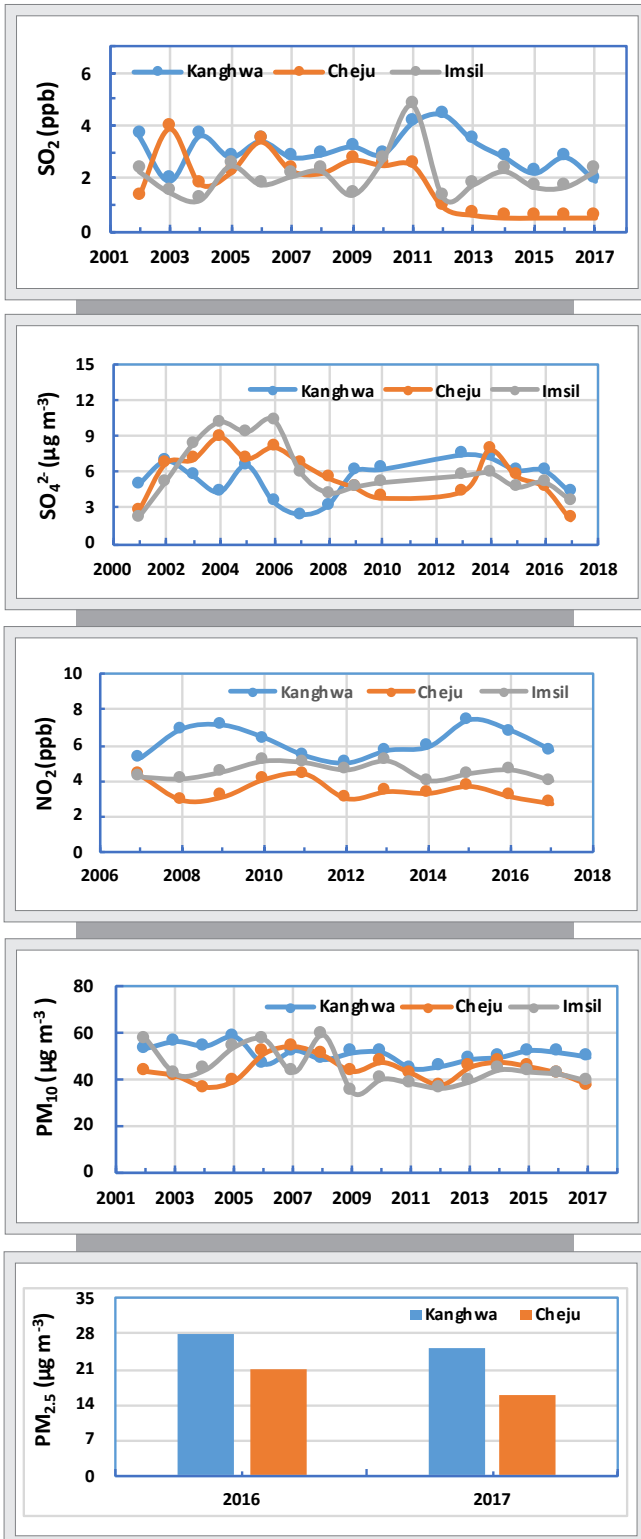 SO₂ (ppb)
6
4
2
0
Kanghwa Cheju Imsil
2001 2003 2005 2007 2009 2011 2013 2015 2017
SO₄²⁻ (µg m⁻³)
15
12
9
6
3
0
Kanghwa Cheju Imsil
2000 2002 2004 2006 2008 2010 2012 2014 2016 2018
NO₂ (ppb)
10
8
6
4
2
0
Kanghwa Cheju Imsil
2006 2008 2010 2012 2014 2016 2018
PM₁₀ (µg m⁻³)
80
60
40
20
0
Kanghwa Cheju Imsil
2001 2003 2005 2007 2009 2011 2013 2015 2017
PM₂.₅ (µg m⁻³)
35
28
21
14
7
0
Kanghwa Cheju
2016 2017